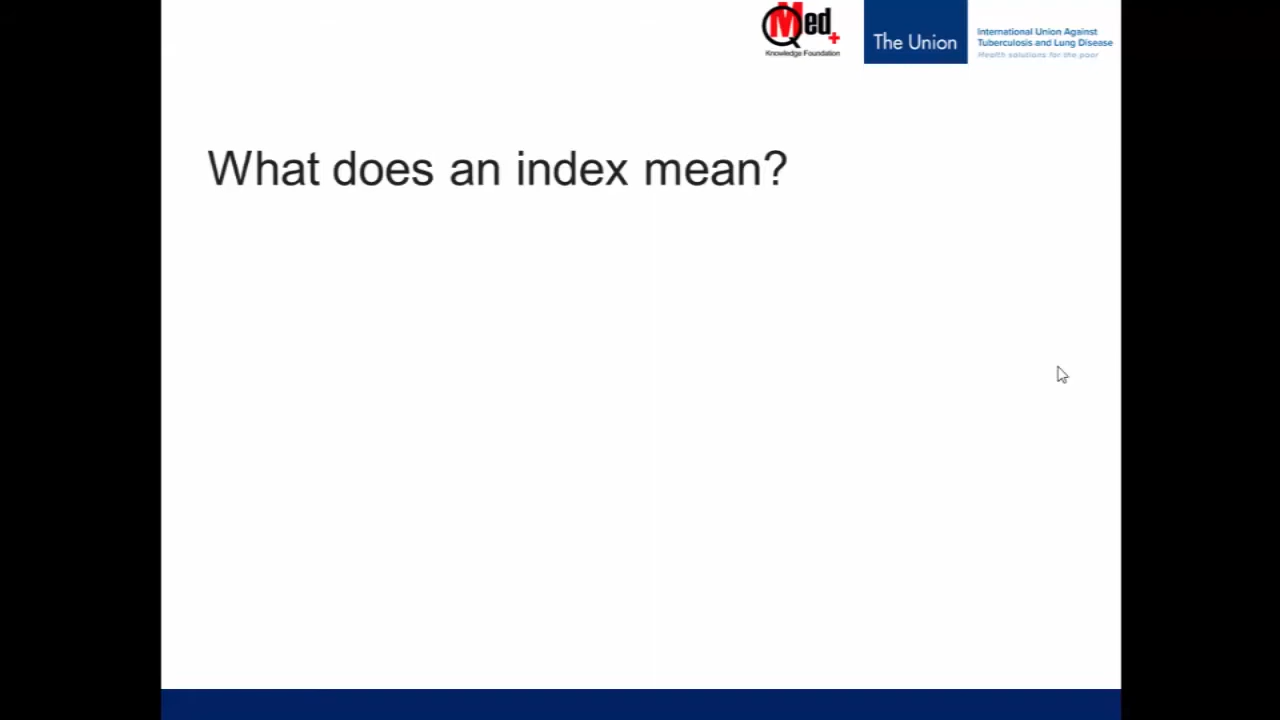 QMed+
Knowledge Foundation
The Union
International Union Against
Tuberculosis and Lung Disease
Health solutions for the poor
What does an index mean?